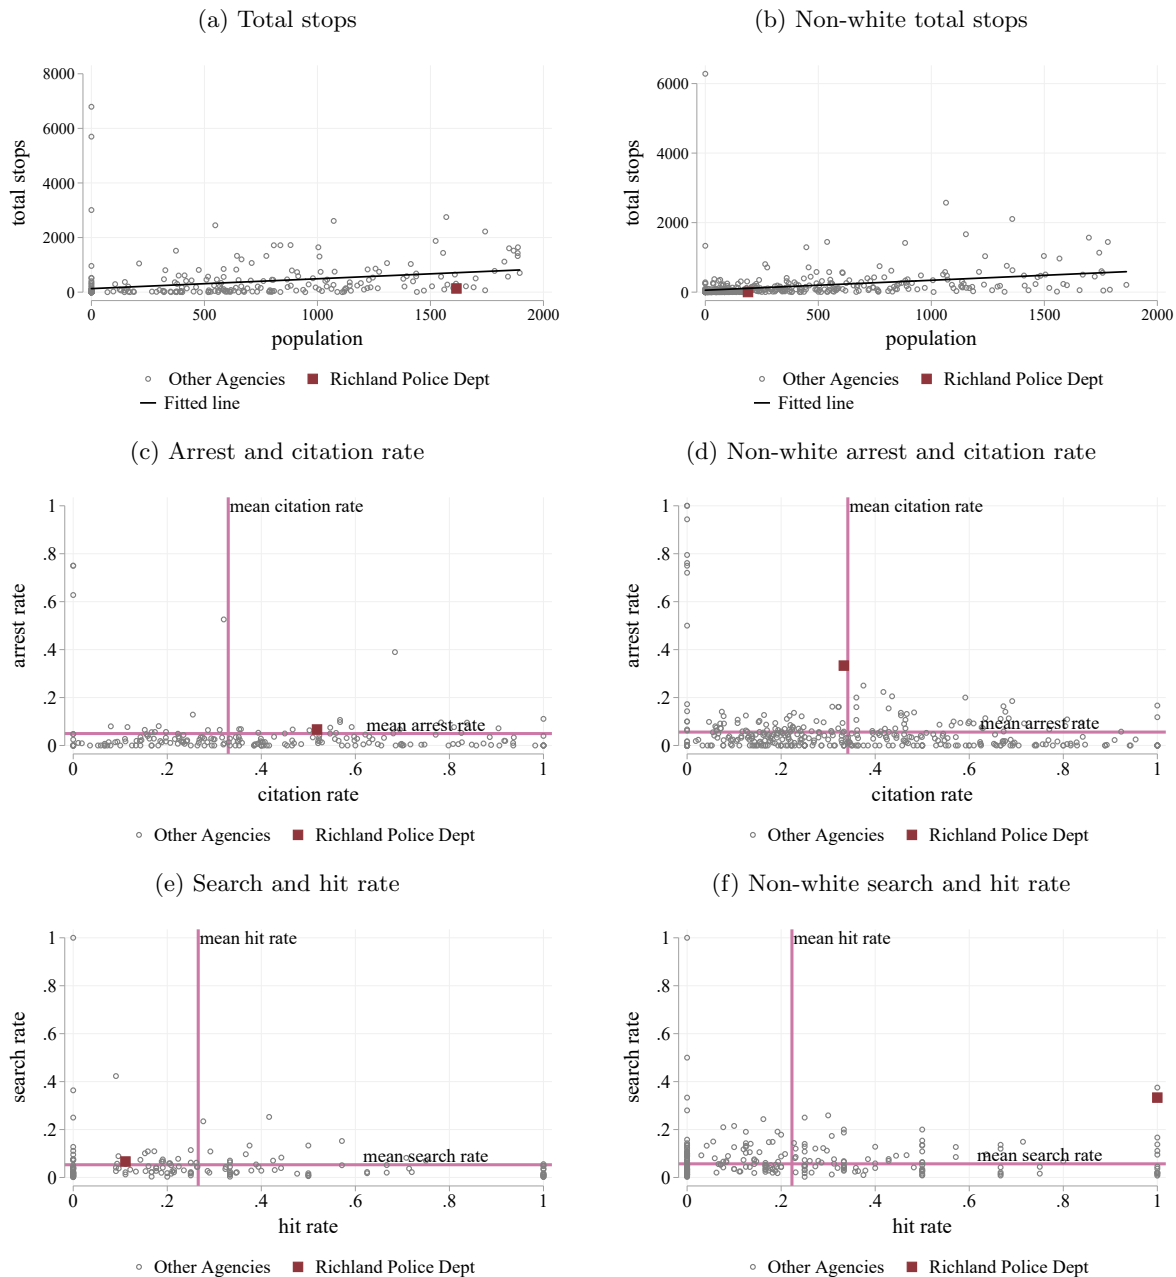 (a) Total stops
total stops
8000
6000
4000
2000
0
0 500 1000 1500 2000
population
Other Agencies Richland Police Dept
Fitted line
(b) Non-white total stops
total stops
6000
4000
2000
0
0 500 1000 1500 2000
population
Other Agencies Richland Police Dept
Fitted line
(c) Arrest and citation rate
mean citation rate
arrest rate
1
.8
.6
.4
.2
0
mean arrest rate
0 .2 .4 .6 .8 1
citation rate
Other Agencies Richland Police Dept
(d) Non-white arrest and citation rate
mean citation rate
arrest rate
1
.8
.6
.4
.2
0
mean arrest rate
0 .2 .4 .6 .8 1
citation rate
Other Agencies Richland Police Dept
(e) Search and hit rate
mean hit rate
search rate
1
.8
.6
.4
.2
0
mean search rate
0 .2 .4 .6 .8 1
hit rate
Other Agencies Richland Police Dept
(f) Non-white search and hit rate
mean hit rate
search rate
1
.8
.6
.4
.2
0
mean search rate
0 .2 .4 .6 .8 1
hit rate
Other Agencies Richland Police Dept